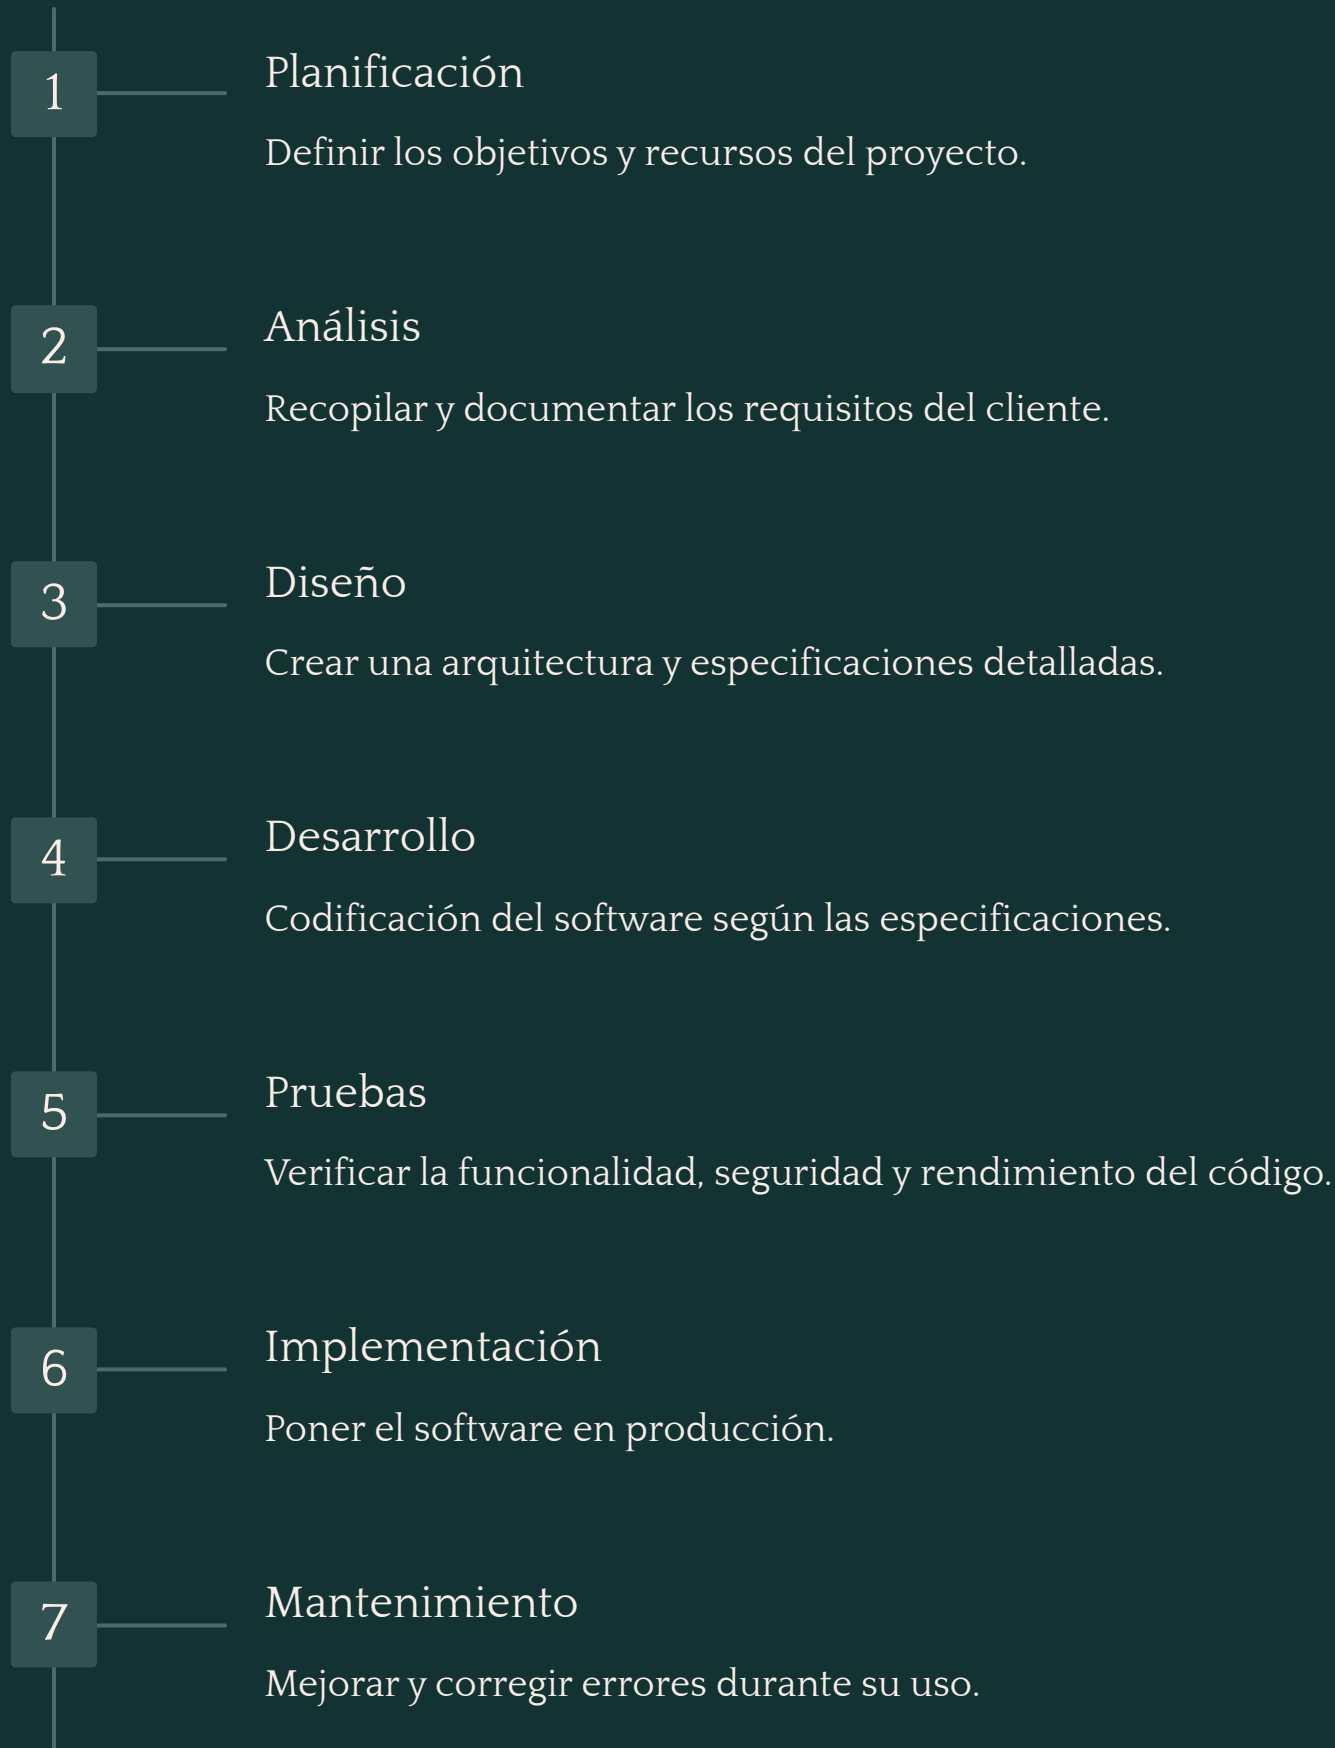 1
Planificación
Definir los objetivos y recursos del proyecto.
2
Análisis
Recopilar y documentar los requisitos del cliente.
3
Diseño
Crear una arquitectura y especificaciones detalladas.
4
Desarrollo
Codificación del software según las especificaciones.
5
Pruebas
Verificar la funcionalidad, seguridad y rendimiento del código.
6
Implementación
Poner el software en producción.
7
Mantenimiento
Mejorar y corregir errores durante su uso.